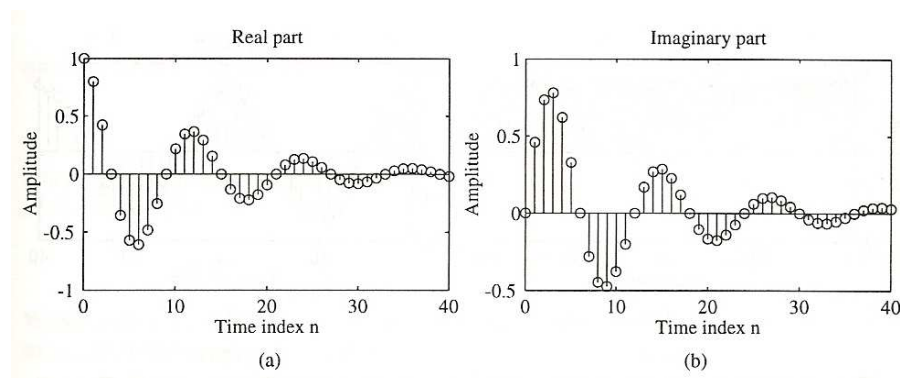 Real part
1
0.5
0
-0.5
-1
Amplitude
0 10 20 30 40
Time index n
(a)
Imaginary part
1
0.5
0
-0.5
Amplitude
0 10 20 30 40
Time index n
(b)